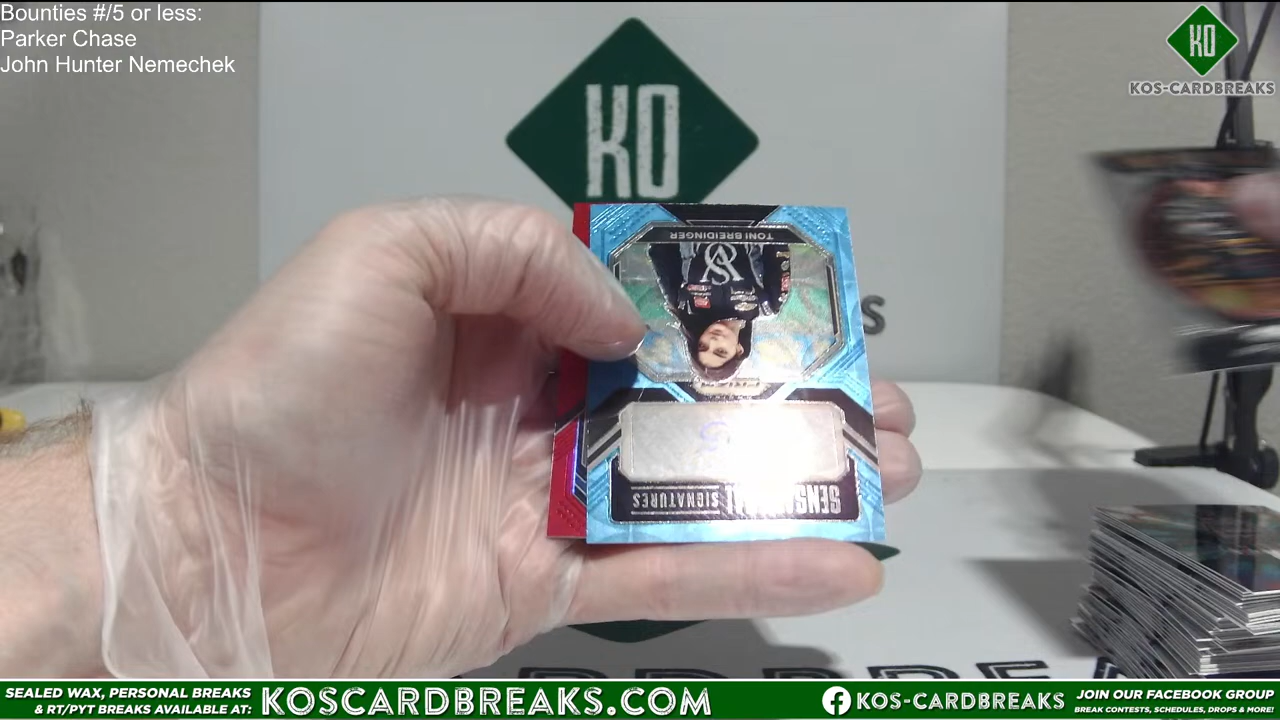 Bounties #/5 or less:
Parker Chase
John Hunter Nemechek
KO
KOS-CARDBREAKS
KO
TONI BREIDINGER
PRIZM
SIGNATURES
SEALED WAX, PERSONAL BREAKS
& RT/PYT BREAKS AVAILABLE AT:
KOSCARDBREAKS.COM
KOS-CARDBREAKS
JOIN OUR FACEBOOK GROUP
BREAK CONTESTS, SCHEDULES, DROPS & MORE!